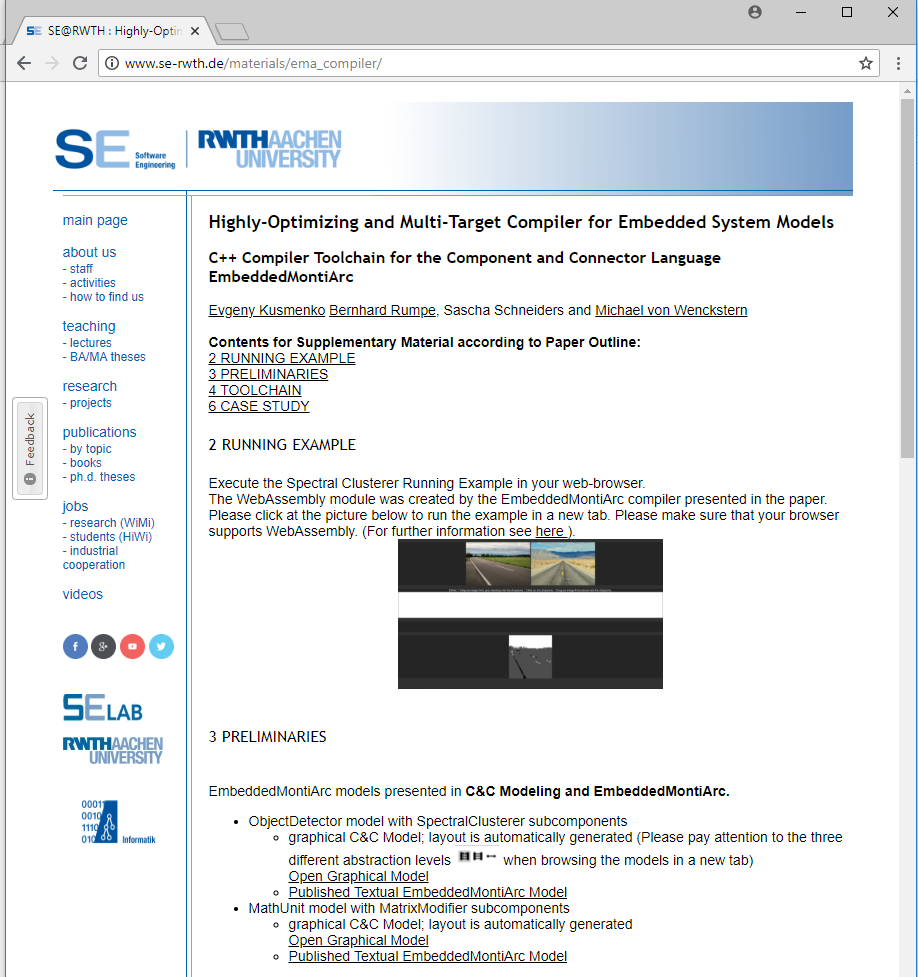 SE@RWTH : Highly-Optim
www.se-rwth.de/materials/ema_compiler/
SE Software Engineering
RWTHAACHEN UNIVERSITY
main page
about us
- staff
- activities
- how to find us
teaching
- lectures
- BA/MA theses
research
- projects
publications
- by topic
- books
- ph.d. theses
jobs
- research (WiMi)
- students (HiWi)
- industrial
cooperation
videos
SE LAB
RWTHAACHEN
UNIVERSITY
0001
0010
1110
010
Informatik
Feedback
Highly-Optimizing and Multi-Target Compiler for Embedded System Models
C++ Compiler Toolchain for the Component and Connector Language
EmbeddedMontiArc
Evgeny Kusmenko Bernhard Rumpe, Sascha Schneiders and Michael von Wenckstern
Contents for Supplementary Material according to Paper Outline:
2 RUNNING EXAMPLE
3 PRELIMINARIES
4 TOOLCHAIN
6 CASE STUDY
2 RUNNING EXAMPLE
Execute the Spectral Clusterer Running Example in your web-browser.
The WebAssembly module was created by the EmbeddedMontiArc compiler presented in the paper.
Please click at the picture below to run the example in a new tab. Please make sure that your browser
supports WebAssembly. (For further information see here ).
3 PRELIMINARIES
EmbeddedMontiArc models presented in C&C Modeling and EmbeddedMontiArc.
• ObjectDetector model with SpectralClusterer subcomponents
◦ graphical C&C Model; layout is automatically generated (Please pay attention to the three
different abstraction levels when browsing the models in a new tab)
Open Graphical Model
◦ Published Textual EmbeddedMontiArc Model
• MathUnit model with MatrixModifier subcomponents
◦ graphical C&C Model; layout is automatically generated
Open Graphical Model
◦ Published Textual EmbeddedMontiArc Model